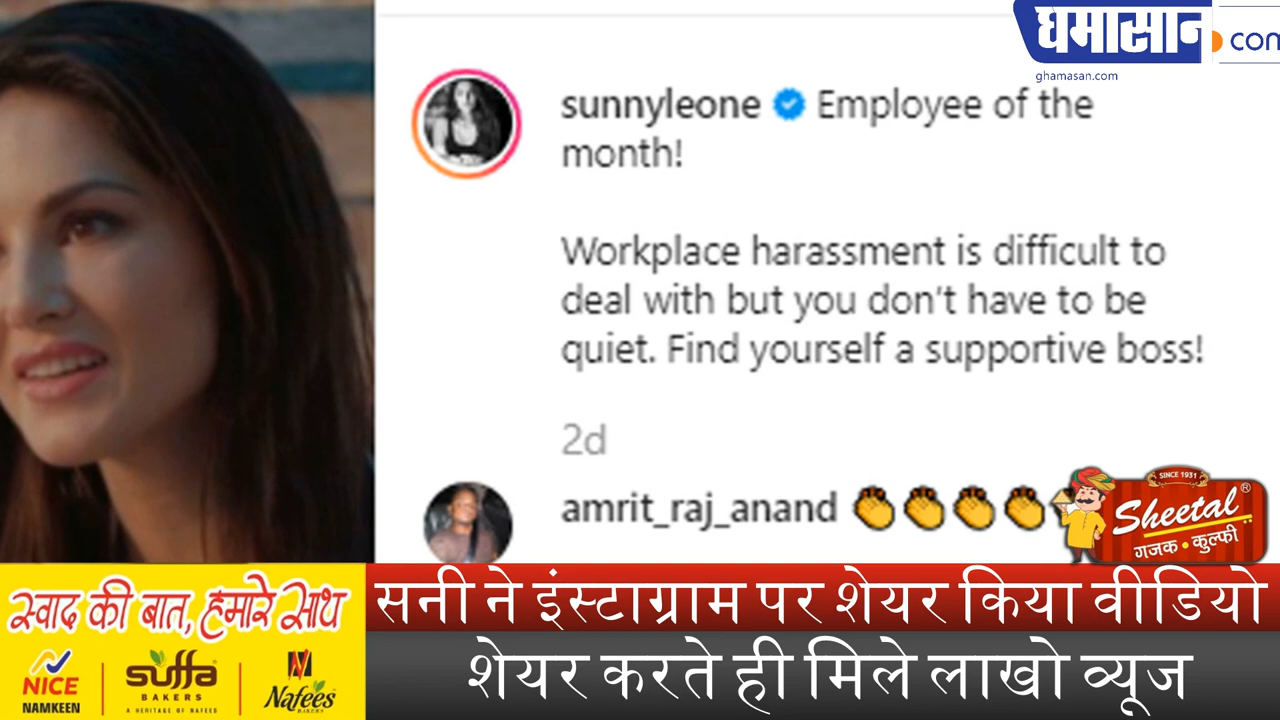 घमासान.com
ghamasan.com
sunnyleone Employee of the
month!
Workplace harassment is difficult to
deal with but you don't have to be
quiet. Find yourself a supportive boss!
2d
amrit_raj_anand 👏👏👏👏
SINCE 1931
Sheetal®
गजक • कुल्फी
स्वाद की बात, हमारे साथ
NICE
NAMKEEN
suffa
BAKERS
A HERITAGE OF NAFEES
N
Nafees
BAKERY
सनी ने इंस्टाग्राम पर शेयर किया वीडियो
शेयर करते ही मिले लाखो व्यूज